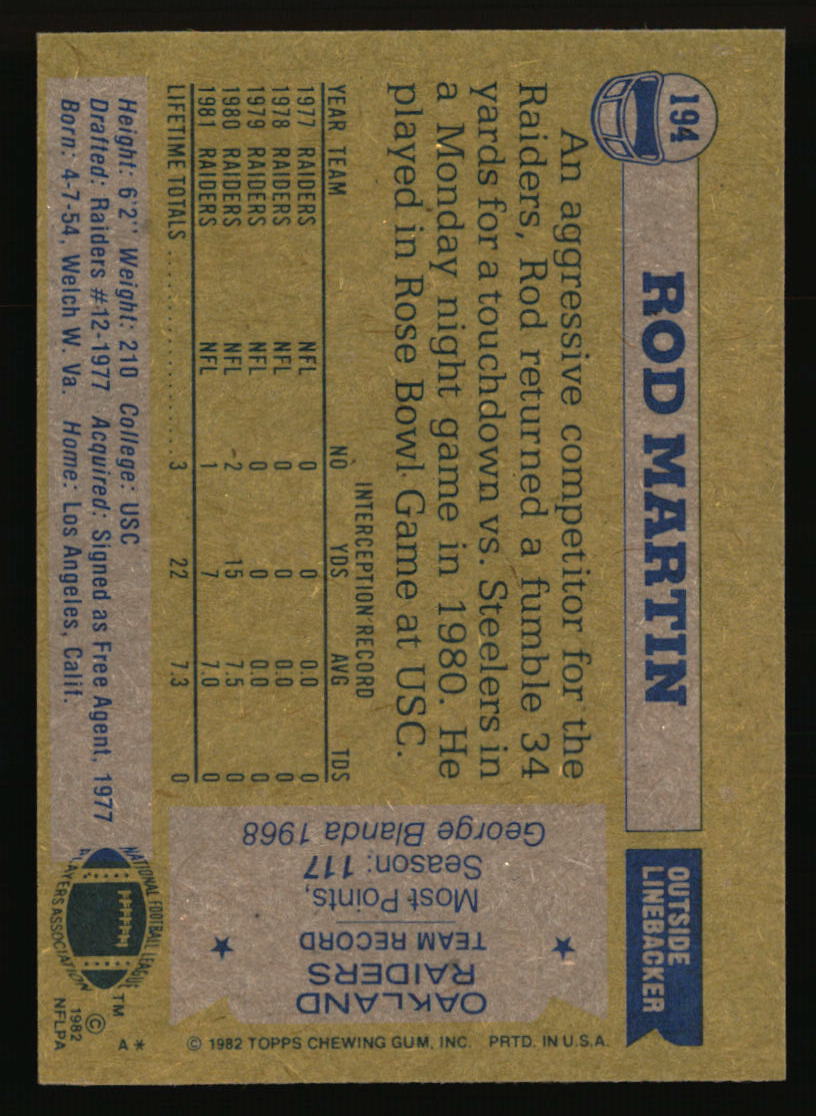 194
ROD MARTIN
OUTSIDE
LINEBACKER
An aggressive competitor for the
Raiders, Rod returned a fumble 34
yards for a touchdown vs. Steelers in
a Monday night game in 1980. He
played in Rose Bowl Game at USC.
INTERCEPTION RECORD
YEAR TEAM NO YDS AVG TDS
1977 RAIDERS NFL 0 0 0.0 0
1978 RAIDERS NFL 0 0 0.0 0
1979 RAIDERS NFL 0 0 0.0 0
1980 RAIDERS NFL 2 15 7.5 0
1981 RAIDERS NFL 1 7 7.0 0
LIFETIME TOTALS 3 22 7.3 0
Height: 6'2" Weight: 210 College: USC
Drafted: Raiders #12-1977 Acquired: Signed as Free Agent, 1977
Born: 4-7-54, Welch W. Va. Home: Los Angeles, Calif.
OAKLAND
RAIDERS
TEAM RECORD
Most Points,
Season: 117
George Blanda 1968
© 1982 TOPPS CHEWING GUM, INC. PRTD. IN U.S.A.
A*
NATIONAL FOOTBALL LEAGUE
PLAYERS ASSOCIATION
TM
©
1982
NFLPA